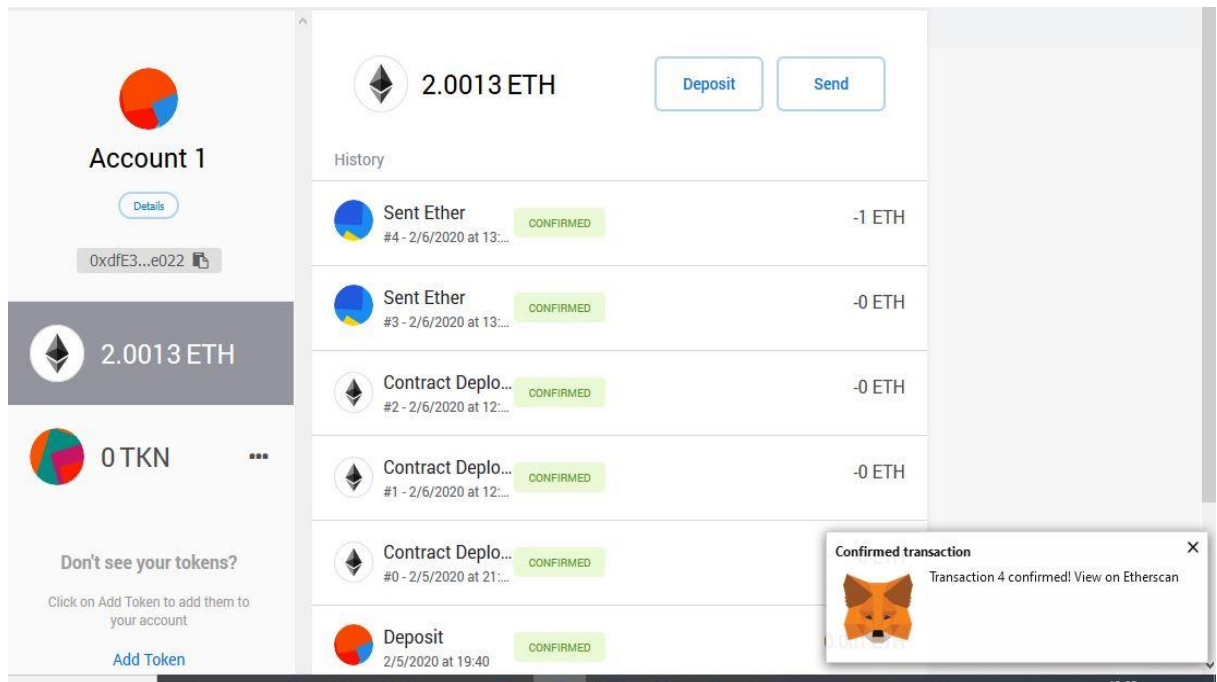 Account 1
Details
0xdfE3...e022
2.0013 ETH
0 TKN
Don't see your tokens?
Click on Add Token to add them to
your account
Add Token
2.0013 ETH
Deposit
Send
History
Sent Ether
#4 - 2/6/2020 at 13:...
CONFIRMED
-1 ETH
Sent Ether
#3 - 2/6/2020 at 13:...
CONFIRMED
-0 ETH
Contract Deplo...
#2 - 2/6/2020 at 12:...
CONFIRMED
-0 ETH
Contract Deplo...
#1 - 2/6/2020 at 12:...
CONFIRMED
-0 ETH
Contract Deplo...
#0 - 2/5/2020 at 21:...
CONFIRMED
Deposit
2/5/2020 at 19:40
CONFIRMED
Confirmed transaction
Transaction 4 confirmed! View on Etherscan